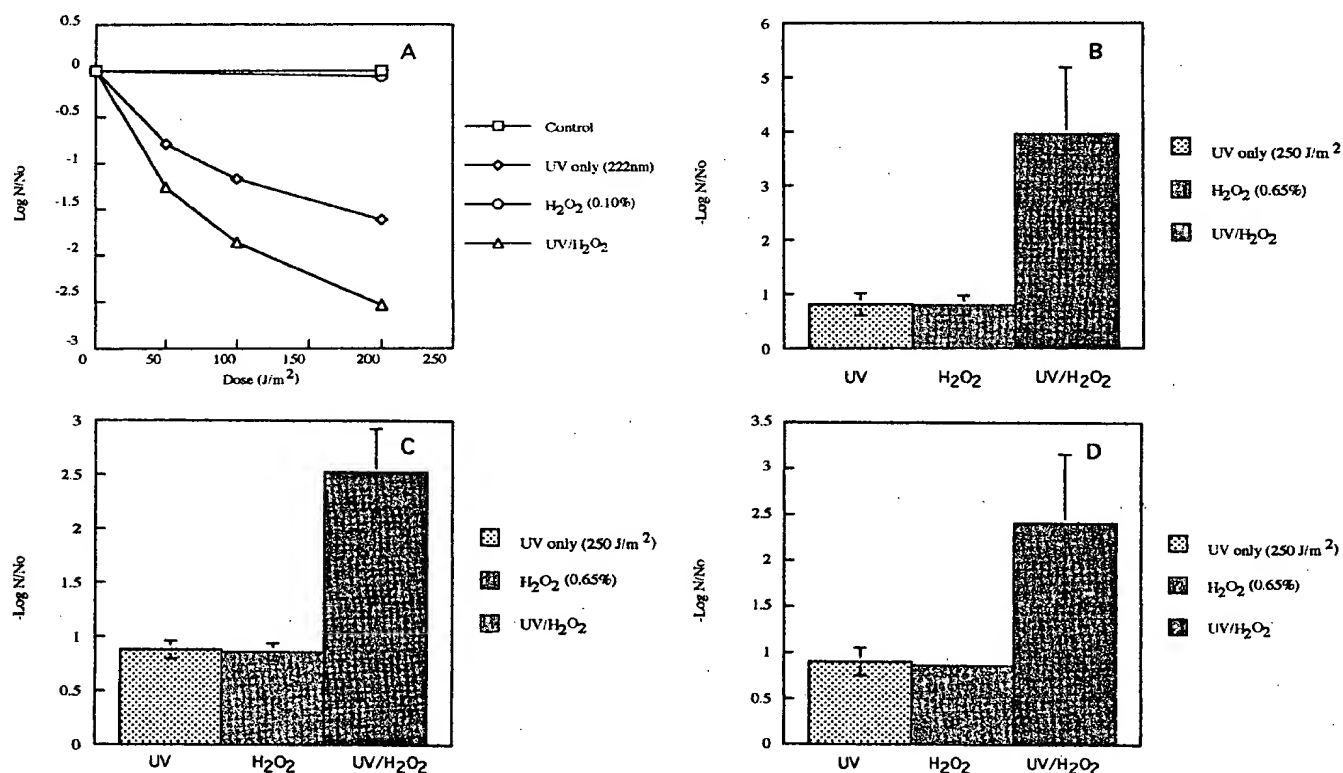 A
0.5
0
-0.5
-1
-1.5
-2
-2.5
-3
Log N/No
0
50
100
150
200
250
Dose (J/m²)
Control
UV only (222nm)
H₂O₂ (0.10%)
UV/H₂O₂
B
6
5
4
3
2
1
0
-Log N/No
UV
H₂O₂
UV/H₂O₂
UV only (250 J/m²
H₂O₂ (0.65%)
UV/H₂O₂
C
3
2.5
2
1.5
1
0.5
0
-Log N/No
UV
H₂O₂
UV/H₂O₂
UV only (250 J/m²)
H₂O₂ (0.65%)
UV/H₂O₂
D
3.5
3
2.5
2
1.5
1
0.5
0
-Log N/No
UV
H₂O₂
UV/H₂O₂
UV only (250 J/m²)
H₂O₂ (0.65%)
UV/H₂O₂